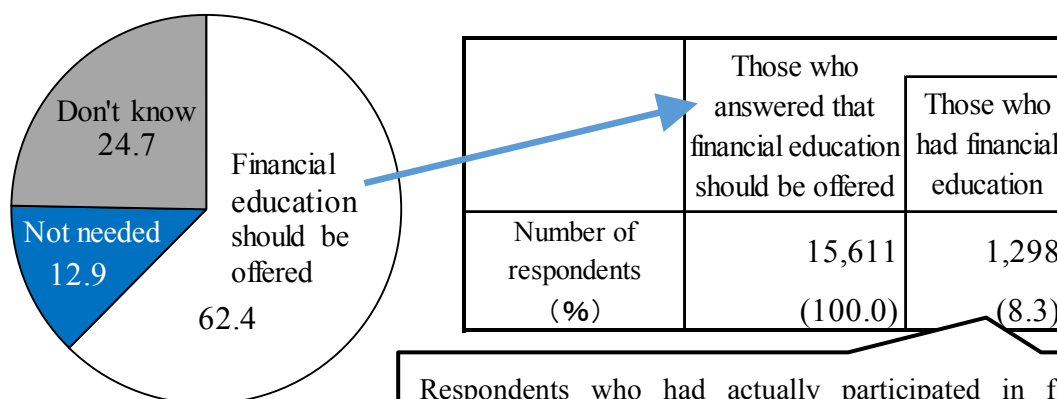 Don't know
24.7
Not needed
12.9
Financial
education
should be
offered
62.4
Those who
answered that
financial education
should be offered
Those who
had financial
education
Number of
respondents
（%）
15,611
(100.0)
1,298
(8.3)
Respondents who had actually participated in